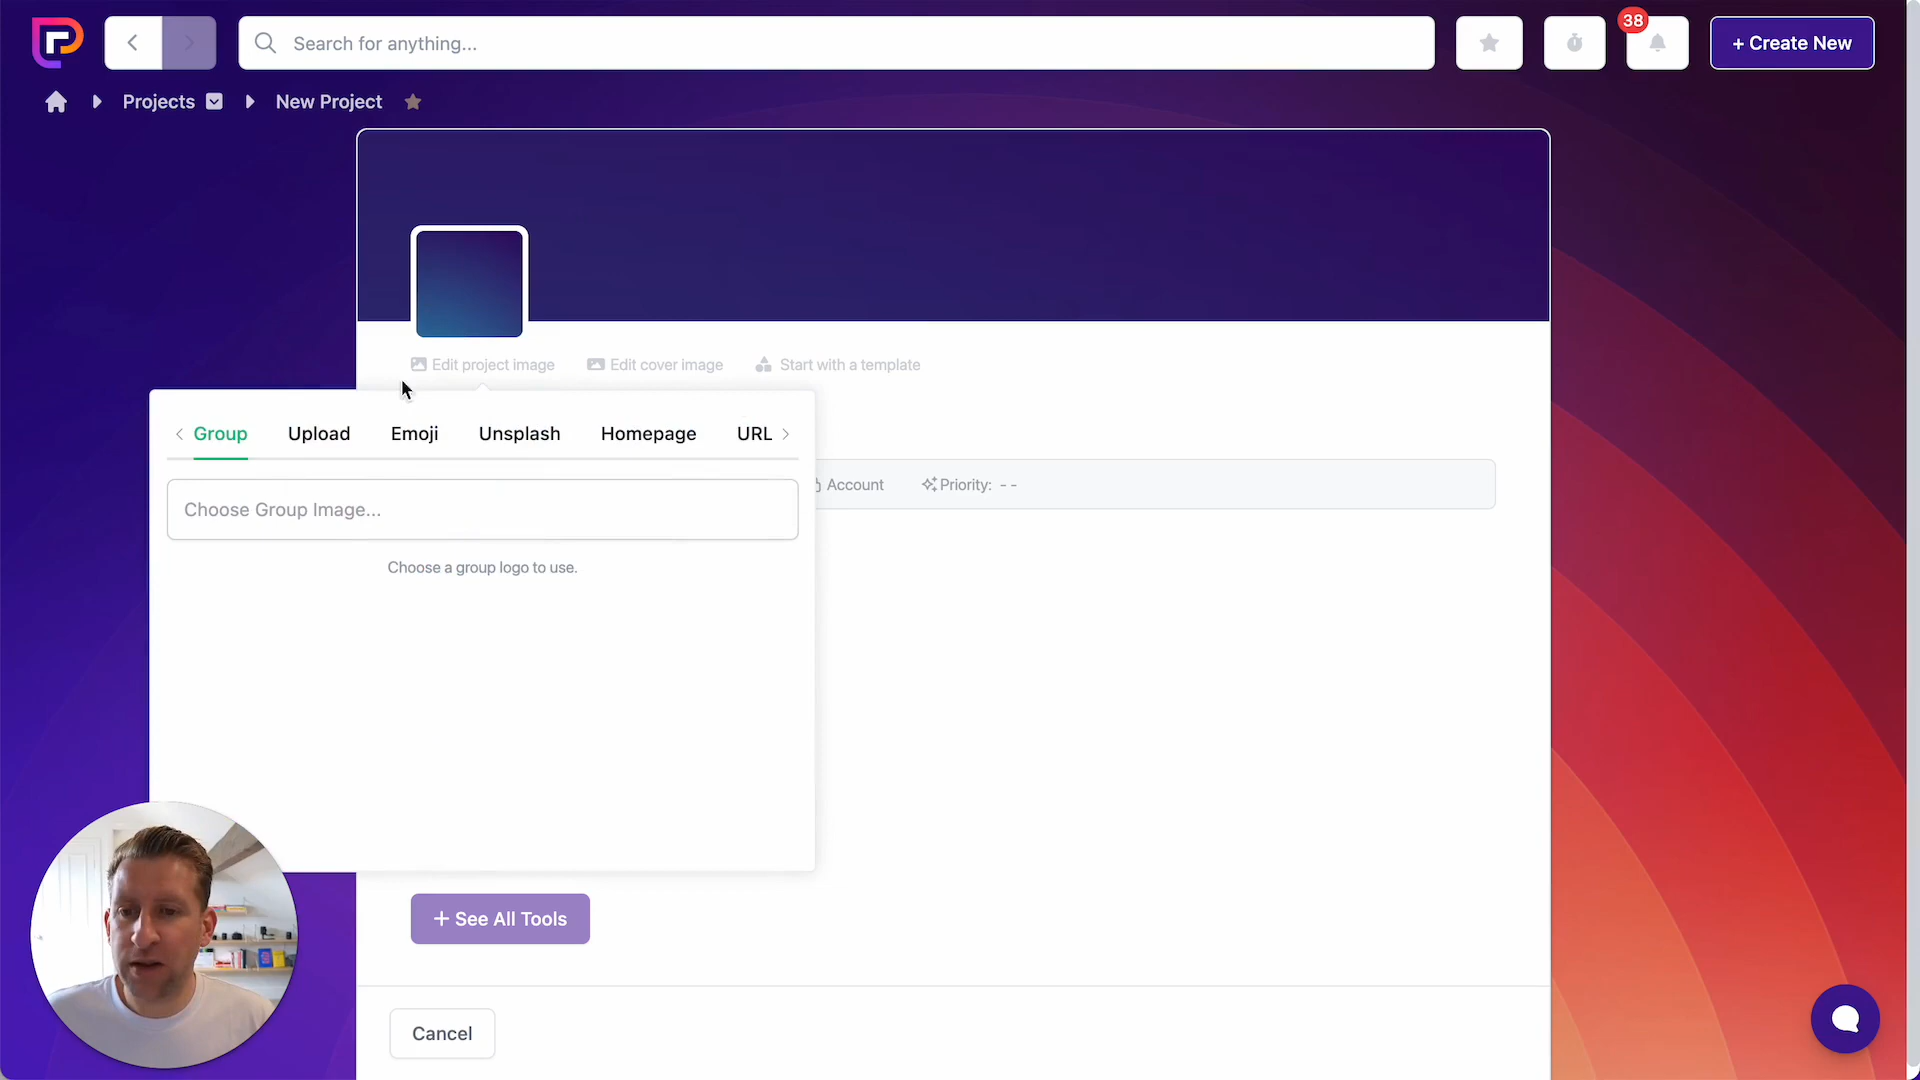 Search for anything...
38
+ Create New
Projects
New Project
Edit project image
Edit cover image
Start with a template
Group
Upload
Emoji
Unsplash
Homepage
URL
Account
Priority: - -
Choose Group Image...
Choose a group logo to use.
+ See All Tools
Cancel